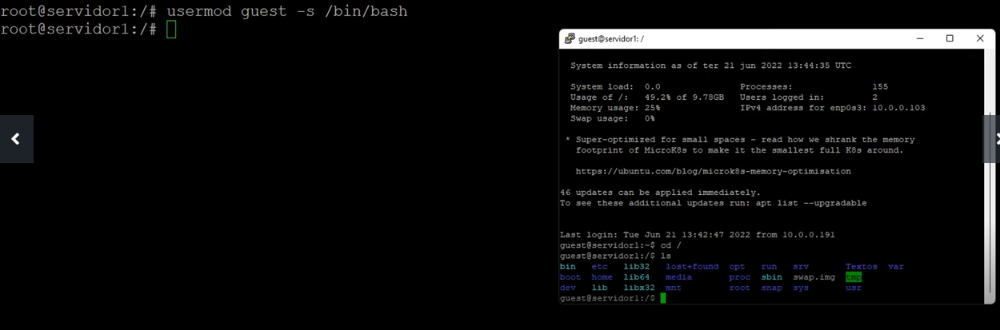 root@servidor1:/# usermod guest -s /bin/bash
root@servidor1:/#
guest@servidor1: /
System information as of ter 21 jun 2022 13:44:35 UTC
System load: 0.0 Processes: 155
Usage of /: 49.2% of 9.78GB Users logged in: 2
Memory usage: 25% IPv4 address for enp0s3: 10.0.0.103
Swap usage: 0%
* Super-optimized for small spaces - read how we shrank the memory
footprint of MicroK8s to make it the smallest full K8s around.
https://ubuntu.com/blog/microk8s-memory-optimisation
46 updates can be applied immediately.
To see these additional updates run: apt list --upgradable
Last login: Tue Jun 21 13:42:47 2022 from 10.0.0.191
guest@servidor1:~$ cd /
guest@servidor1:/$ ls
bin etc lib32 lost+found opt run srv Textos var
boot home lib64 media proc sbin swap.img tmp
dev lib libx32 mnt root snap sys usr
guest@servidor1:/$